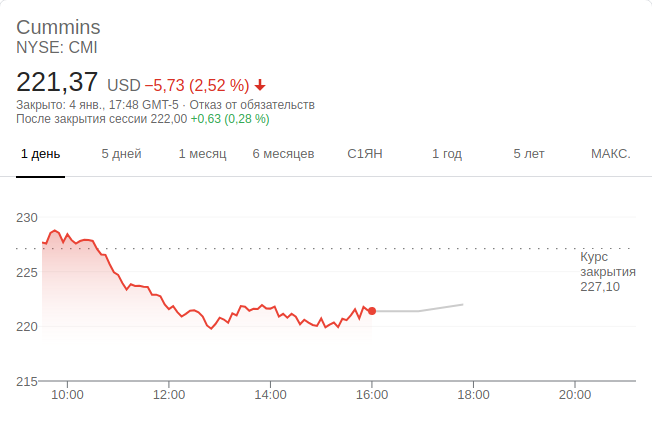 Cummins
NYSE: CMI
221,37 USD −5,73 (2,52 %)
Закрыто: 4 янв., 17:48 GMT-5 · Отказ от обязательств
После закрытия сессии 222,00 +0,63 (0,28 %)
1 день 5 дней 1 месяц 6 месяцев С1ЯН 1 год 5 лет МАКС.
230
Курс
закрытия
227,10
225
220
215
10:00 12:00 14:00 16:00 18:00 20:00